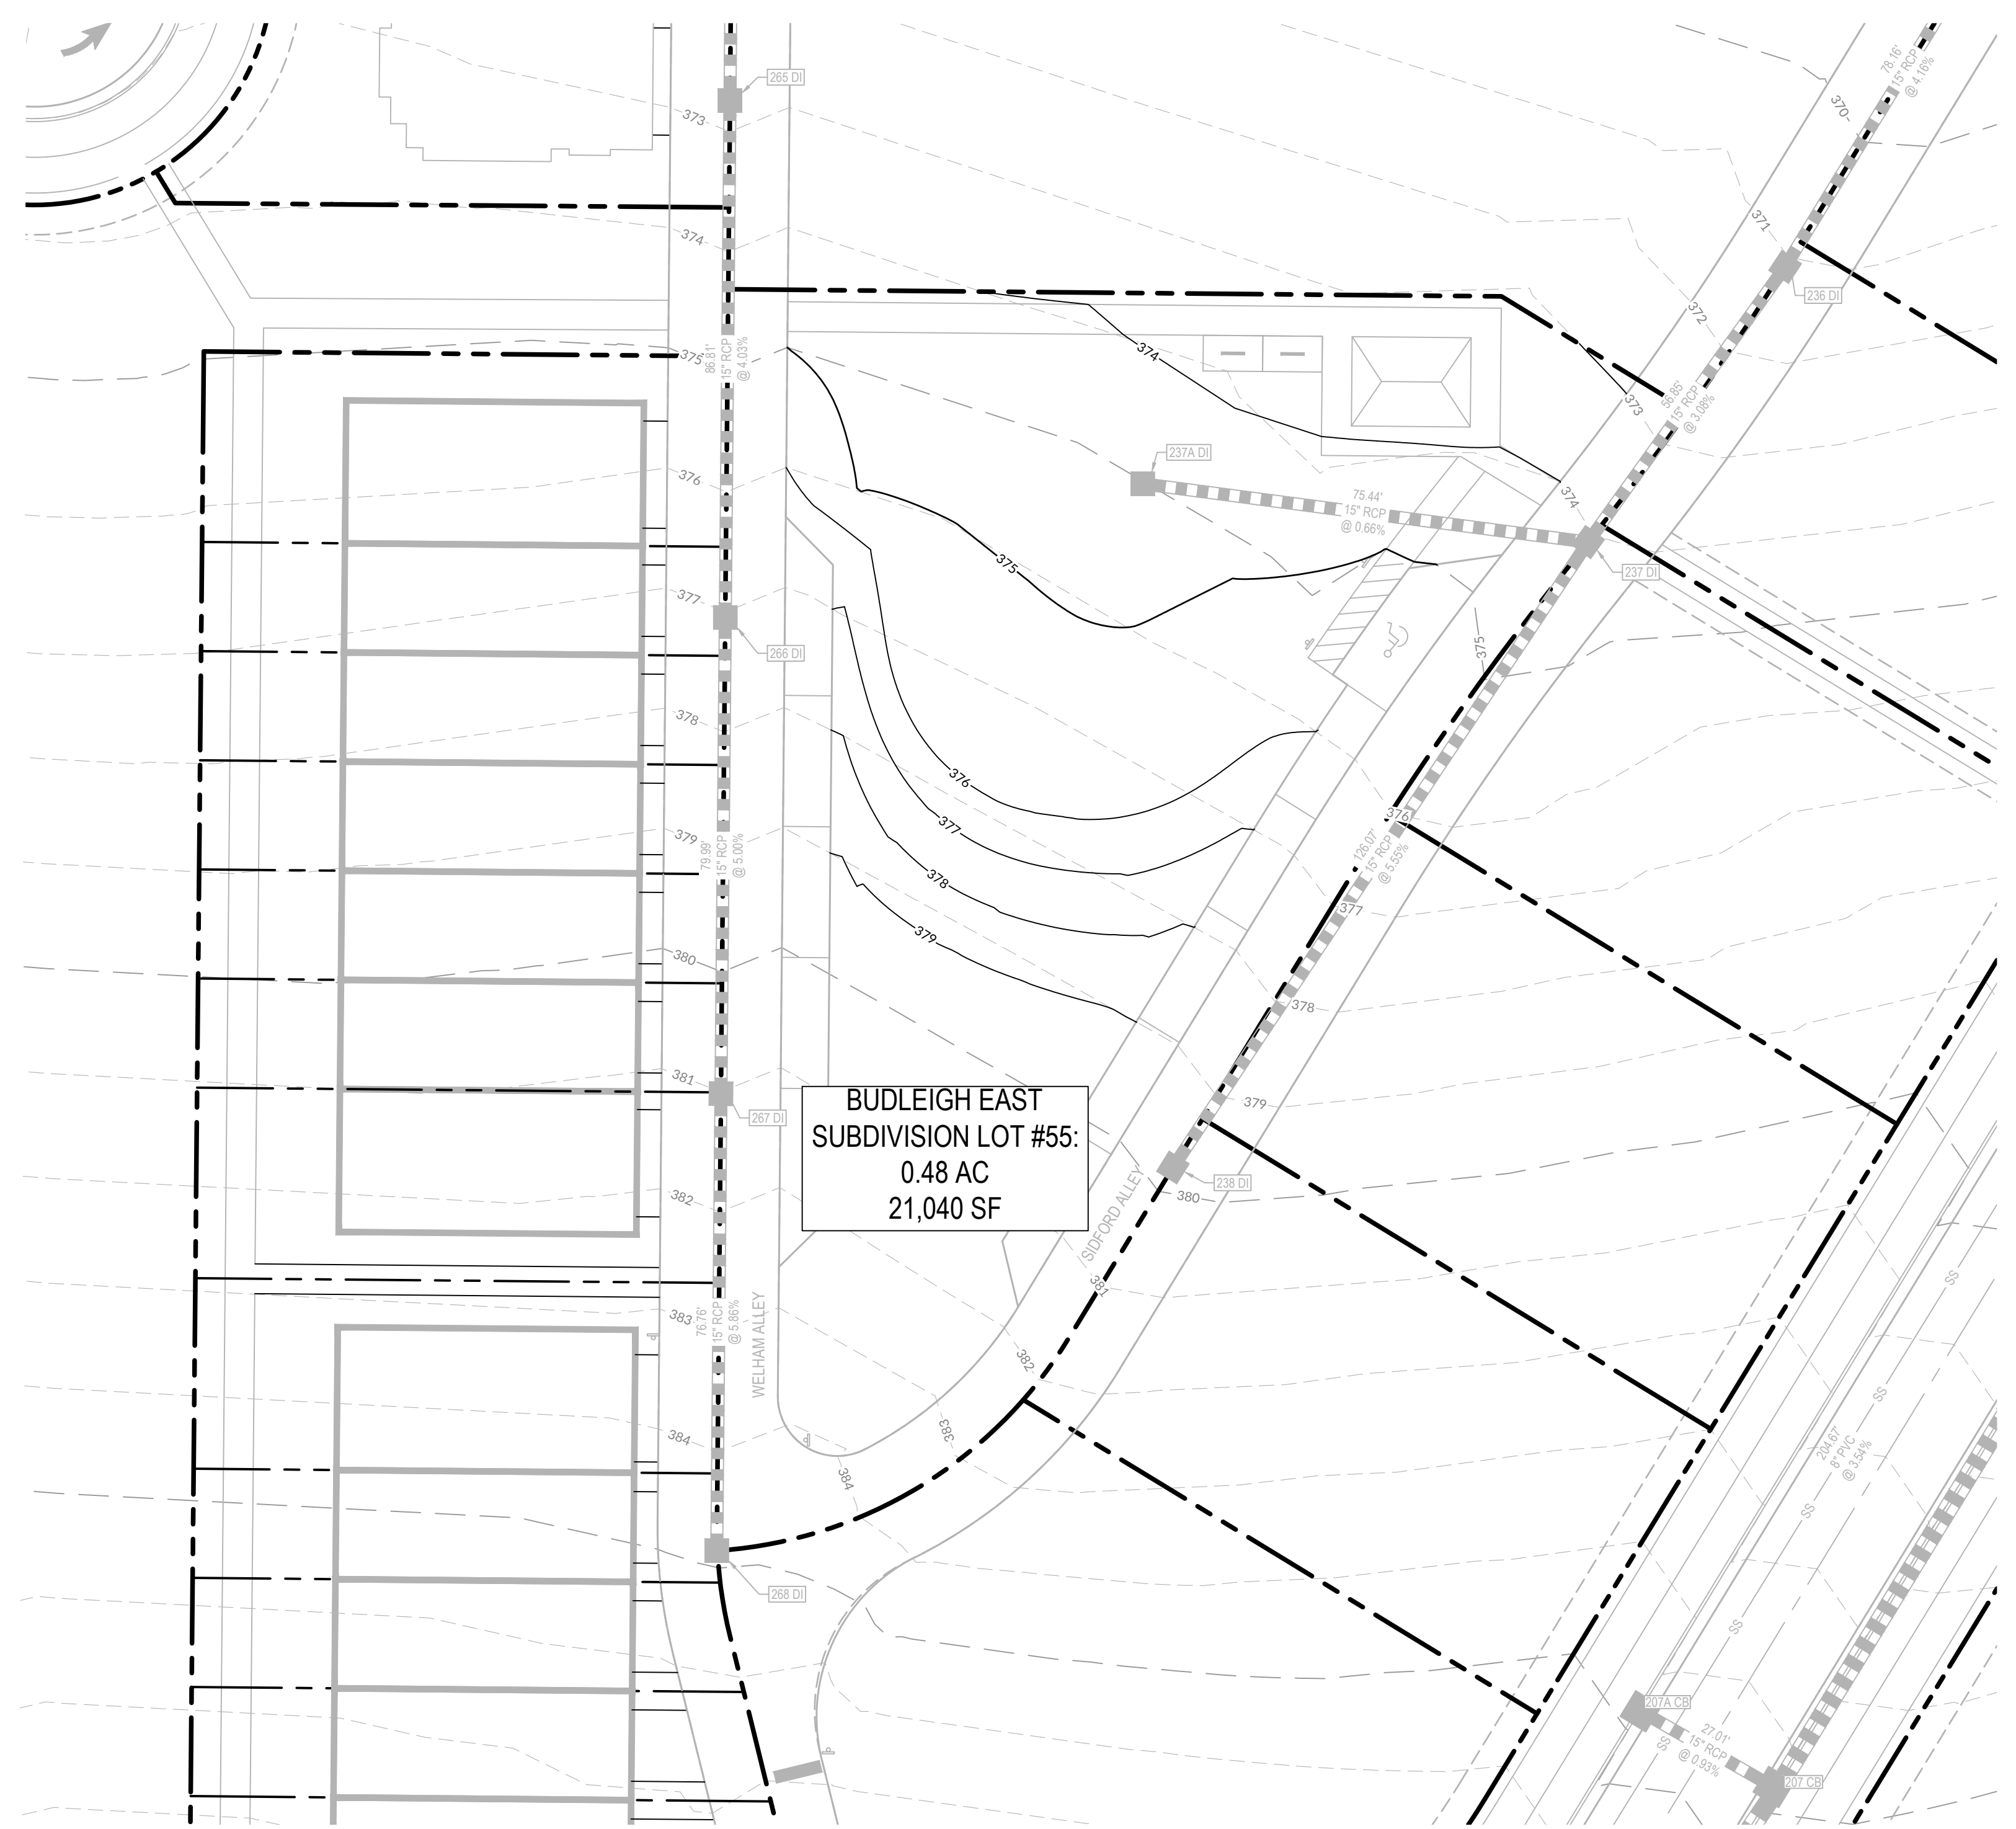 78.16'
15" RCP
@ 4.16%
265 DI
373
370
371
374
236 DI
372
375
86.81'
15" RCP
@ 4.03%
374
56.85'
15" RCP
@ 3.08%
373
237A DI
376
75.44'
15" RCP
@ 0.66%
374
375
237 DI
377
266 DI
375
378
376
377
376
379
79.99'
15" RCP
@ 5.00%
126.07'
15" RCP
@ 5.55%
378
377
379
380
378
381
267 DI
379
BUDLEIGH EAST
SUBDIVISION LOT #55:
0.48 AC
21,040 SF
382
238 DI
380
SIDFORD ALLEY
381
SS
383
76.76'
15" RCP
@ 5.86%
WELHAM ALLEY
382
SS
384
383
204.67'
8" PVC
@ 3.54%
384
SS
268 DI
SS
207A CB
27.01'
15" RCP
@ 0.93%
SS
207 CB